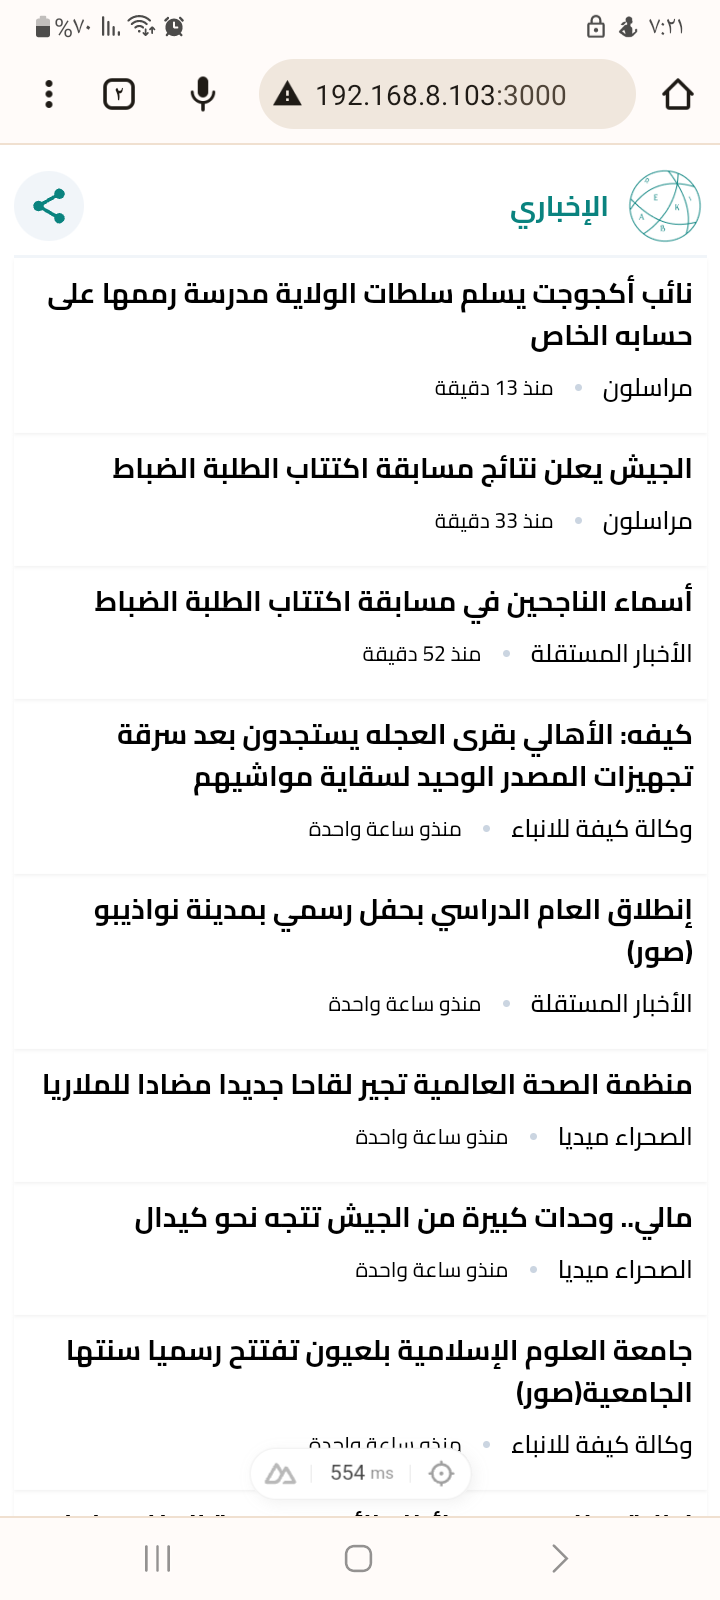 %٧٠
٧:٢١
٢
192.168.8.103:3000
الإخباري
D
E
I
K
A
B
نائب أكجوجت يسلم سلطات الولاية مدرسة رممها على
حسابه الخاص
مراسلون • منذ 13 دقيقة
الجيش يعلن نتائج مسابقة اكتتاب الطلبة الضباط
مراسلون • منذ 33 دقيقة
أسماء الناجحين في مسابقة اكتتاب الطلبة الضباط
الأخبار المستقلة • منذ 52 دقيقة
كيفه: الأهالي بقرى العجله يستجدون بعد سرقة
تجهيزات المصدر الوحيد لسقاية مواشيهم
وكالة كيفة للانباء • منذو ساعة واحدة
إنطلاق العام الدراسي بحفل رسمي بمدينة نواذيبو
(صور)
الأخبار المستقلة • منذو ساعة واحدة
منظمة الصحة العالمية تجيز لقاحا جديدا مضادا للملاريا
الصحراء ميديا • منذو ساعة واحدة
مالي.. وحدات كبيرة من الجيش تتجه نحو كيدال
الصحراء ميديا • منذو ساعة واحدة
جامعة العلوم الإسلامية بلعيون تفتتح رسميا سنتها
الجامعية(صور)
وكالة كيفة للانباء • منذو ساعة واحدة
554 ms